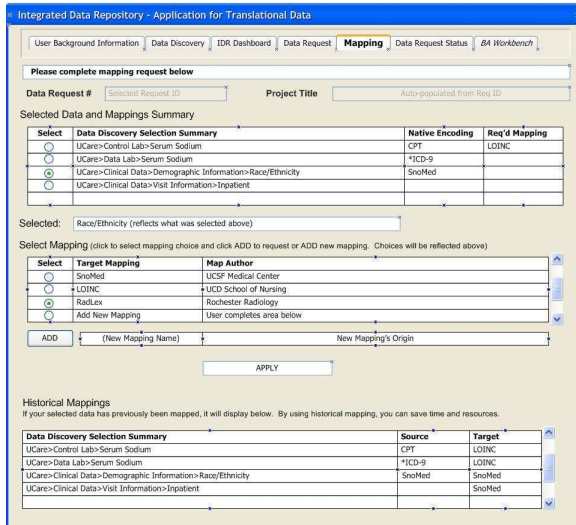 Integrated Data Repository - Application for Translational Data
User Background Information Data Discovery IDR Dashboard Data Request Mapping Data Request Status BA Workbench
Please complete mapping request below
Data Request # Selected Request ID Project Title Auto-populated from Req ID
Selected Data and Mappings Summary
Select Data Discovery Selection Summary Native Encoding Req'd Mapping
UCare>Control Lab>Serum Sodium CPT LOINC
UCare>Data Lab>Serum Sodium *ICD-9
UCare>Clinical Data>Demographic Information>Race/Ethnicity SnoMed
UCare>Clinical Data>Visit Information>Inpatient
Selected: Race/Ethnicity (reflects what was selected above)
Select Mapping (click to select mapping choice and click ADD to request or ADD new mapping. Choices will be reflected above)
Select Target Mapping Map Author
SnoMed UCSF Medical Center
LOINC UCD School of Nursing
RadLex Rochester Radiology
Add New Mapping User completes area below
ADD (New Mapping Name) New Mapping's Origin
APPLY
Historical Mappings
If your selected data has previously been mapped, it will display below. By using historical mapping, you can save time and resources.
Data Discovery Selection Summary Source Target
UCare>Control Lab>Serum Sodium CPT LOINC
UCare>Data Lab>Serum Sodium *ICD-9 LOINC
UCare>Clinical Data>Demographic Information>Race/Ethnicity SnoMed SnoMed
UCare>Clinical Data>Visit Information>Inpatient SnoMed